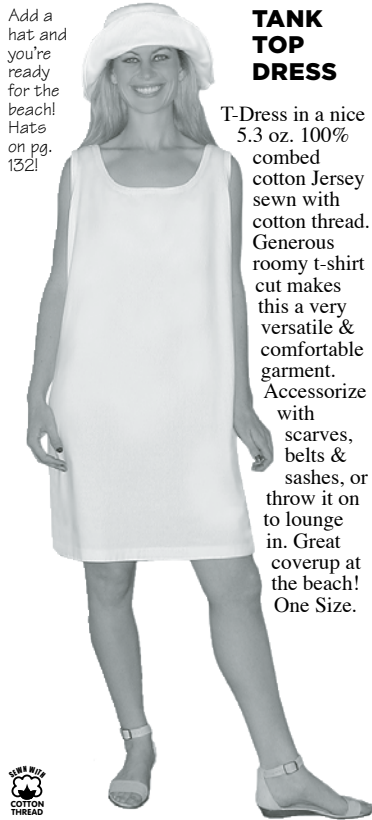 Add a
hat and
you're
ready
for the
beach!
Hats
on pg.
132!
TANK
TOP
DRESS
T-Dress in a nice
5.3 oz. 100%
combed
cotton Jersey
sewn with
cotton thread.
Generous
roomy t-shirt
cut makes
this a very
versatile &
comfortable
garment.
Accessorize
with
scarves,
belts &
sashes, or
throw it on
to lounge
in. Great
coverup at
the beach!
One Size.
SEWN WITH
COTTON
THREAD